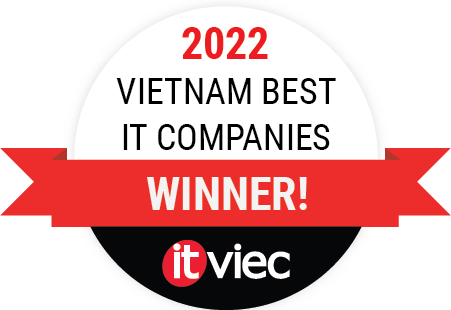 2022
VIETNAM BEST
IT COMPANIES
WINNER!
itviec